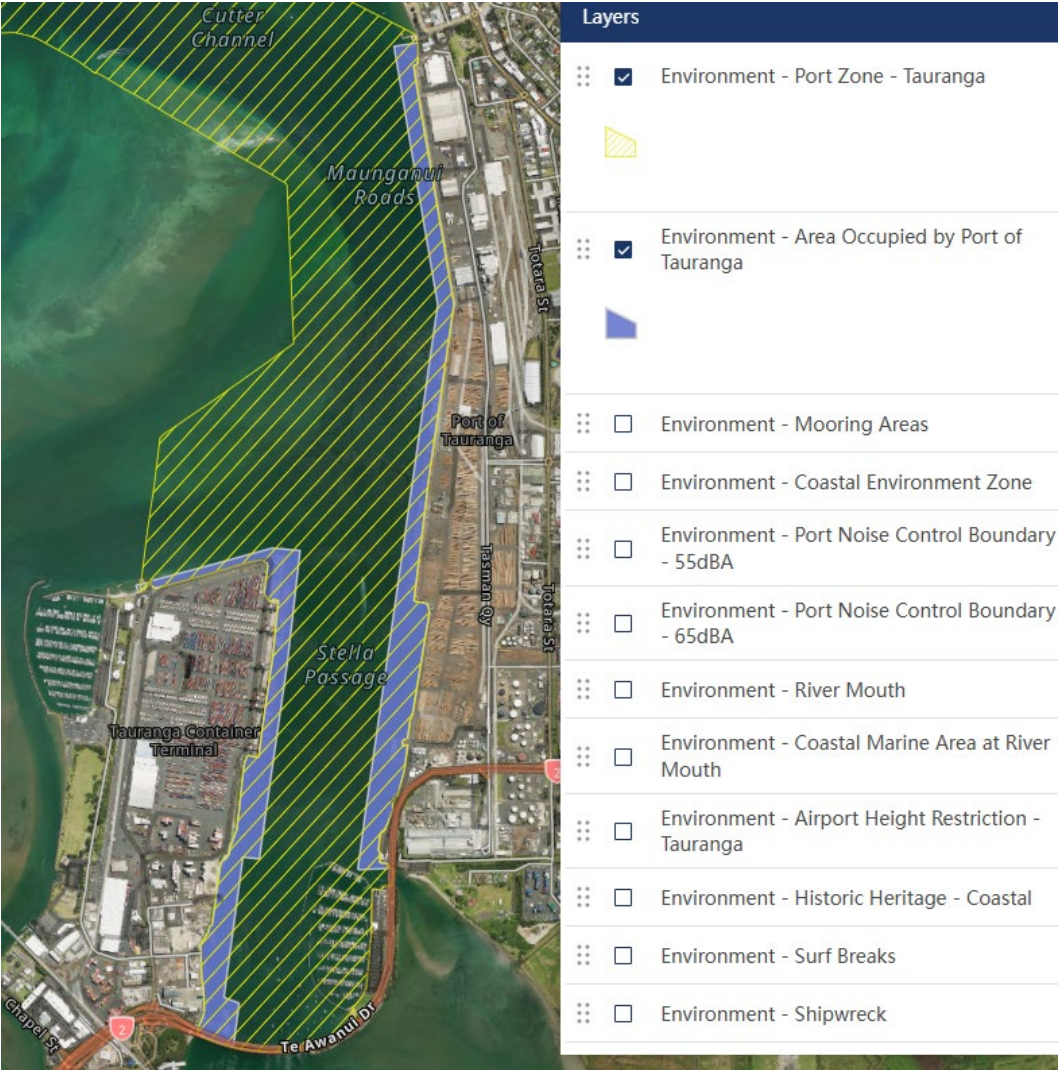 Cutter
Channel
Maunganui
Roads
Totara St
Port of
Tauranga
Tasman Qy
Totara St
Stella
Passage
Tauranga Container
Terminal
2
Chapel St
2
Te Awanui Dr
Layers
Environment - Port Zone - Tauranga
Environment - Area Occupied by Port of
Tauranga
Environment - Mooring Areas
Environment - Coastal Environment Zone
Environment - Port Noise Control Boundary
- 55dBA
Environment - Port Noise Control Boundary
- 65dBA
Environment - River Mouth
Environment - Coastal Marine Area at River
Mouth
Environment - Airport Height Restriction -
Tauranga
Environment - Historic Heritage - Coastal
Environment - Surf Breaks
Environment - Shipwreck